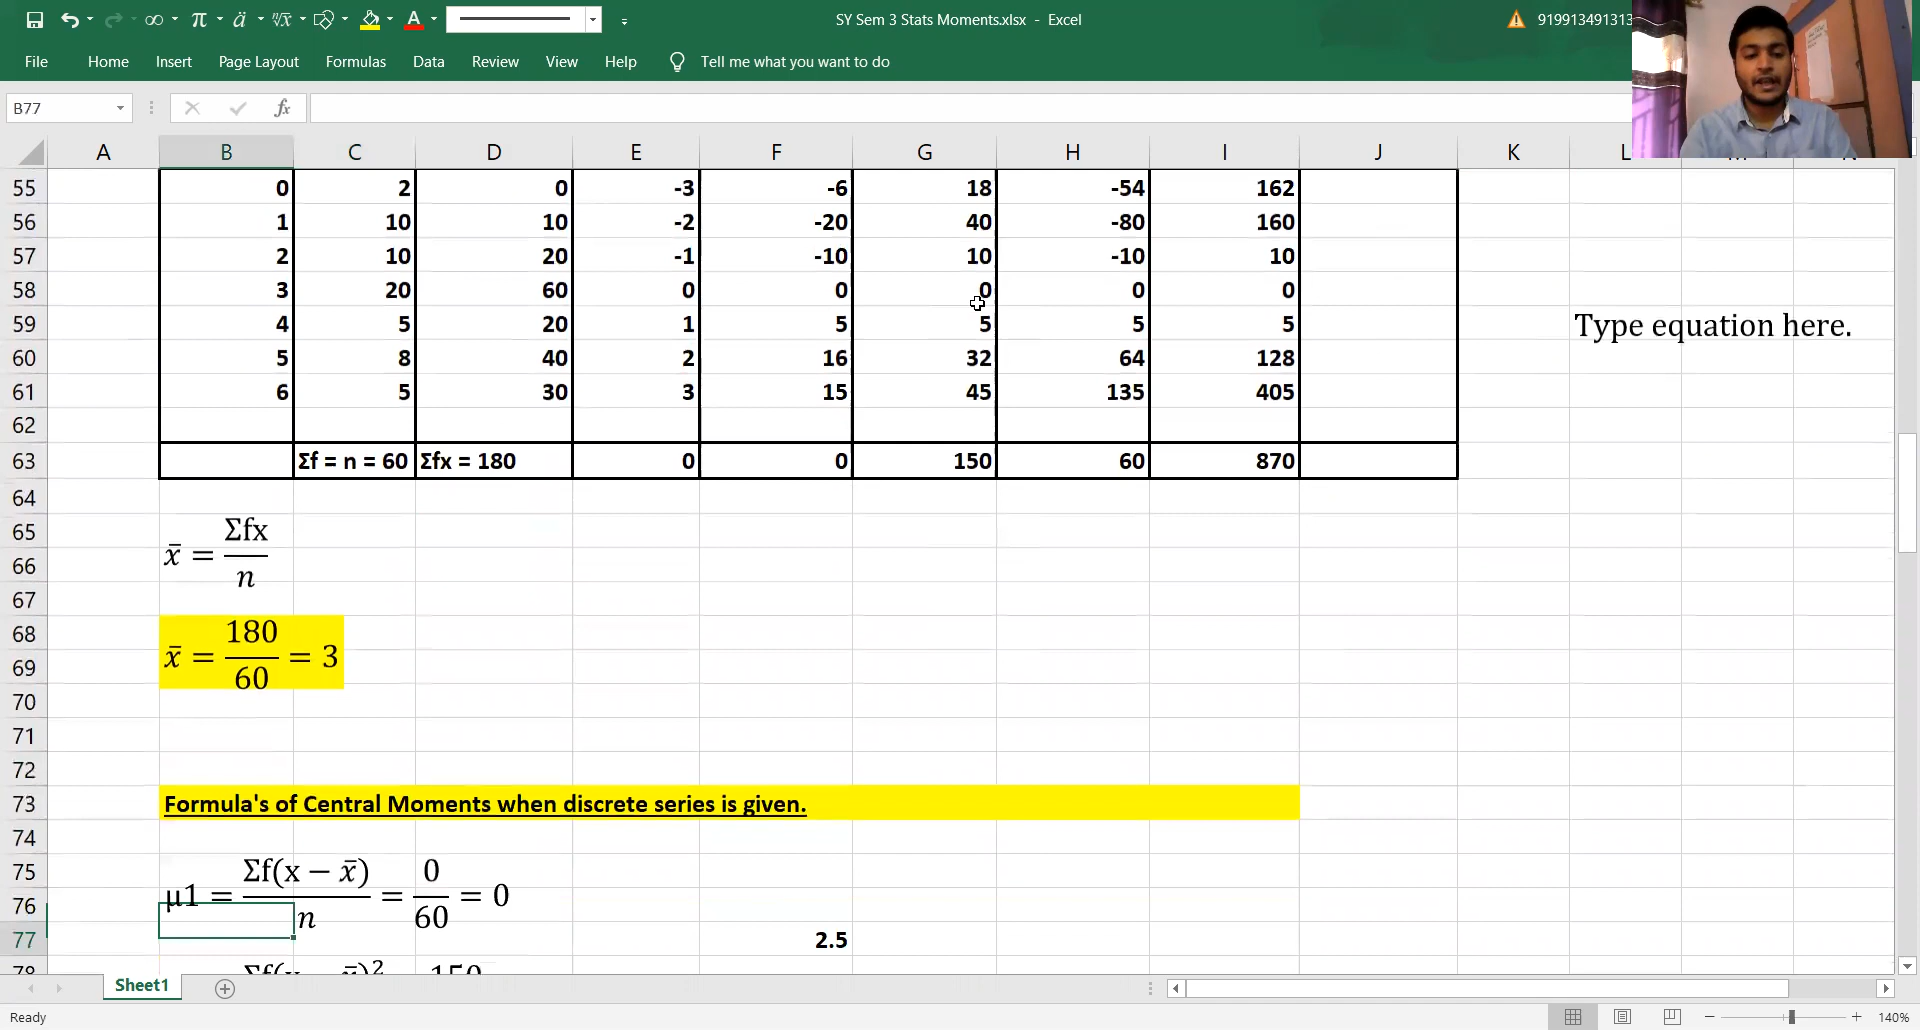 SY Sem 3 Stats Moments.xlsx - Excel
919913491313
File Home Insert Page Layout Formulas Data Review View Help Tell me what you want to do
B77
fx
A B C D E F G H I J K
55 0 2 0 -3 -6 18 -54 162
56 1 10 10 -2 -20 40 -80 160
57 2 10 20 -1 -10 10 -10 10
58 3 20 60 0 0 0 0 0
59 4 5 20 1 5 5 5 5 Type equation here.
60 5 8 40 2 16 32 64 128
61 6 5 30 3 15 45 135 405
62
63 Σf = n = 60 Σfx = 180 0 0 150 60 870
64
65
66
x̄ = Σfx / n
67
68
69
x̄ = 180 / 60 = 3
70
71
72
73 Formula's of Central Moments when discrete series is given.
74
75
76
μ1 = Σf(x − x̄) / n = 0 / 60 = 0
77 2.5
78
Sheet1
Ready
140%